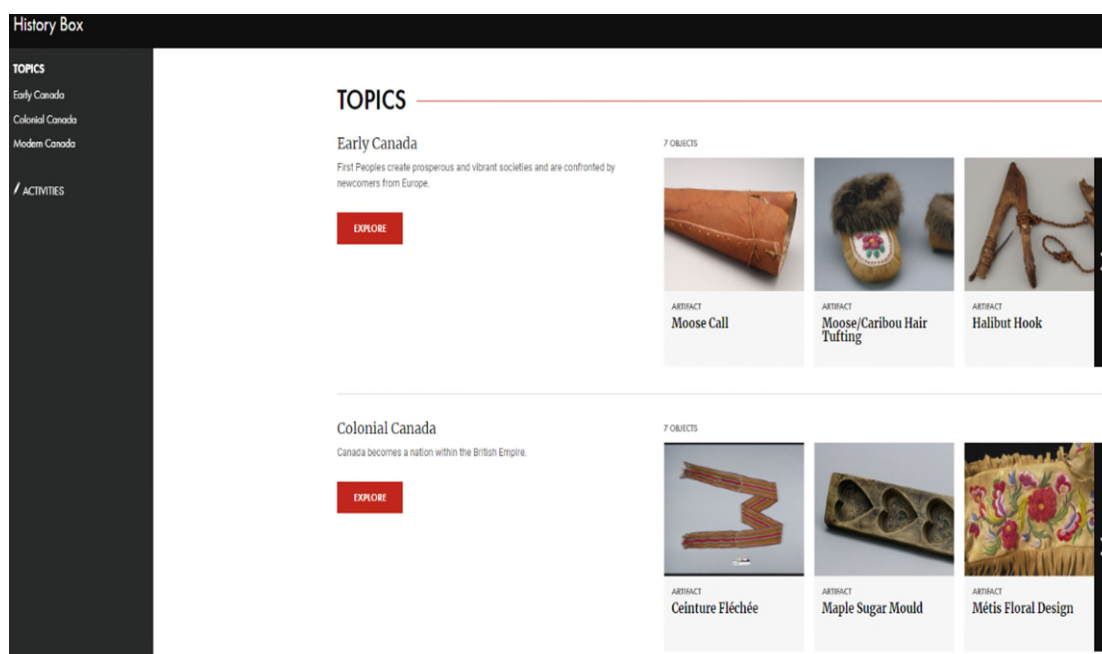 History Box
TOPICS
Early Canada
Colonial Canada
Modern Canada
ACTIVITIES
TOPICS
Early Canada
First Peoples create prosperous and vibrant societies and are confronted by
newcomers from Europe.
EXPLORE
7 OBJECTS
ARTIFACT
Moose Call
ARTIFACT
Moose/Caribou Hair
Tufting
ARTIFACT
Halibut Hook
Colonial Canada
Canada becomes a nation within the British Empire.
EXPLORE
7 OBJECTS
ARTIFACT
Ceinture Fléchée
ARTIFACT
Maple Sugar Mould
ARTIFACT
Métis Floral Design